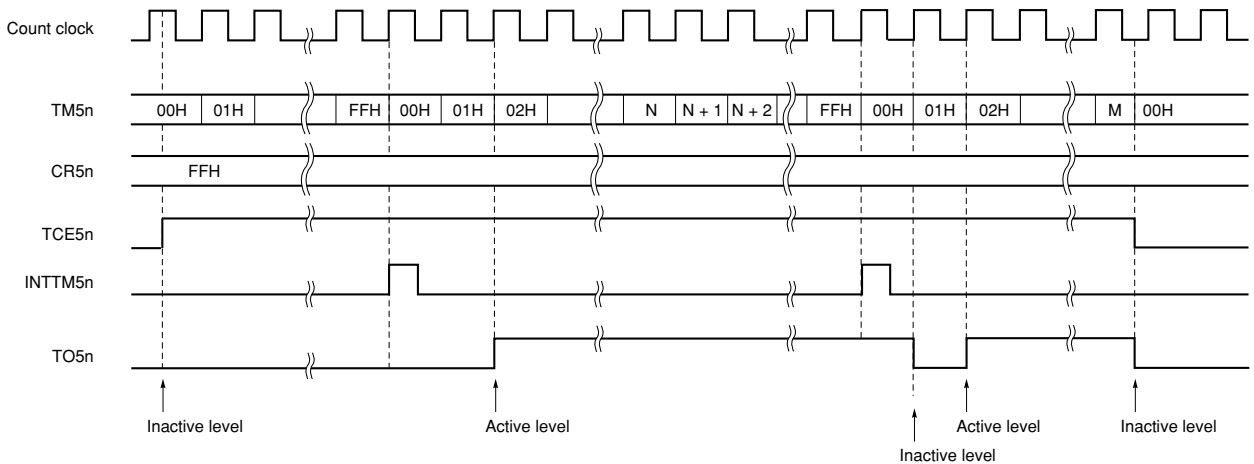 Count clock
TM5n 00H 01H FFH 00H 01H 02H N N + 1 N + 2 FFH 00H 01H 02H M 00H
CR5n FFH
TCE5n
INTTM5n
TO5n
Inactive level Active level Active level Inactive level
Inactive level